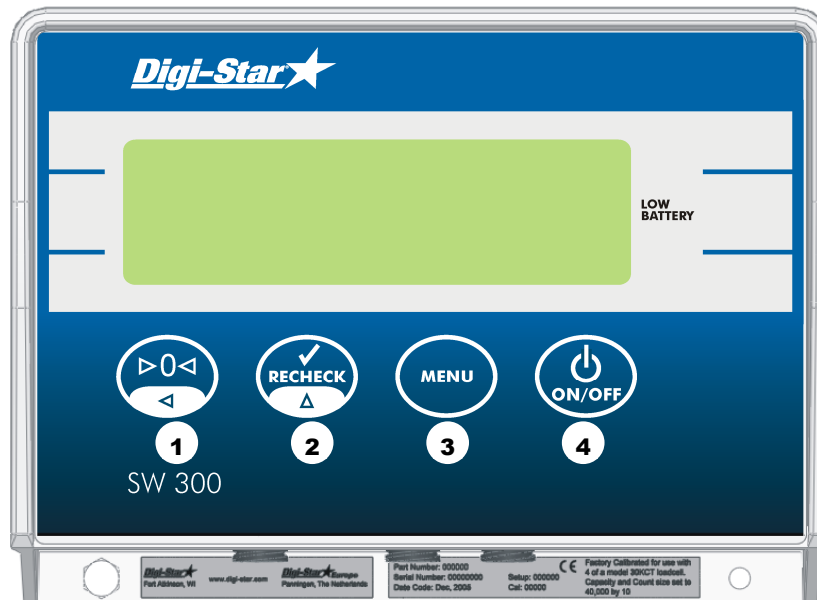 Digi-Star
LOW
BATTERY
▷0◁
RECHECK
MENU
ON/OFF
1
2
3
4
SW 300
Digi-Star
Fort Atkinson, WI
www.digi-star.com
Digi-Star Europe
Panningen, The Netherlands
Part Number: 000000
Serial Number: 00000000
Date Code: Dec, 2005
Setup: 000000
Cal: 00000
CE
Factory Calibrated for use with
4 of a model 30KCT loadcell.
Capacity and Count size set to
40,000 by 10